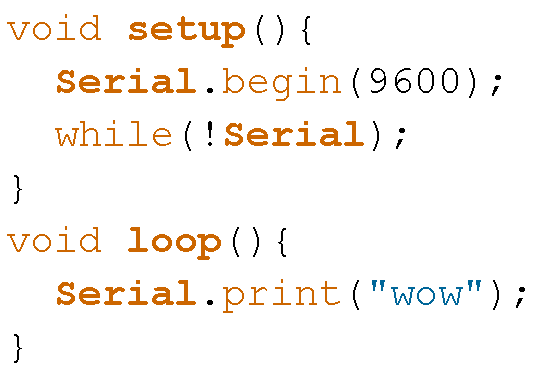 void setup(){
  Serial.begin(9600);
  while(!Serial);
}
void loop(){
  Serial.print("wow");
}